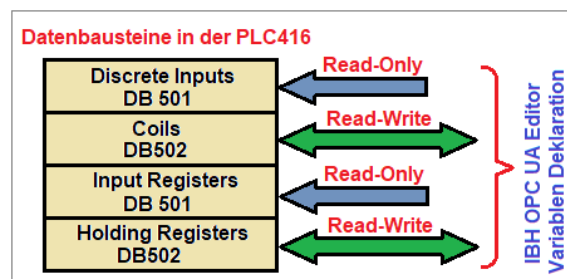 Datenbausteine in der PLC416
Discrete Inputs
DB 501
Read-Only
Coils
DB502
Read-Write
Input Registers
DB 501
Read-Only
Holding Registers
DB502
Read-Write
IBH OPC UA Editor
Variablen Deklaration